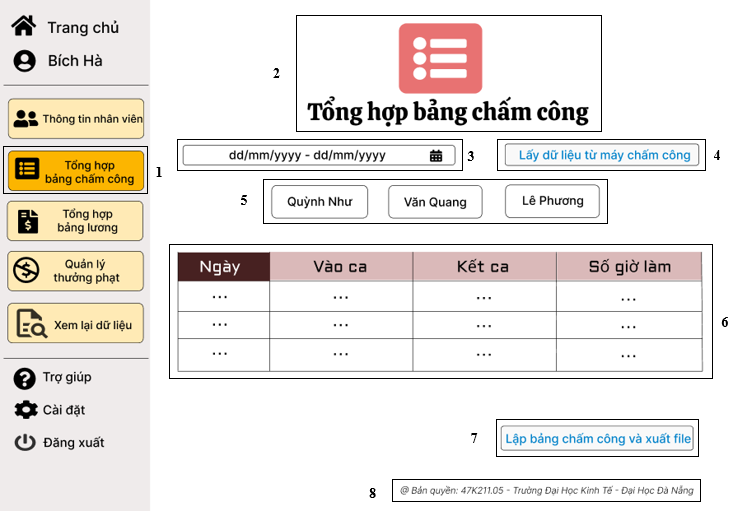 Trang chủ
Bích Hà
Thông tin nhân viên
1
Tổng hợp
bảng chấm công
Tổng hợp
bảng lương
Quản lý
thưởng phạt
Xem lại dữ liệu
Trợ giúp
Cài đặt
Đăng xuất
2
Tổng hợp bảng chấm công
dd/mm/yyyy - dd/mm/yyyy
3
Lấy dữ liệu từ máy chấm công
4
5
Quỳnh Như
Văn Quang
Lê Phương
Ngày Vào ca Kết ca Số giờ làm
... ... ... ...
... ... ... ...
... ... ... ...
6
7
Lập bảng chấm công và xuất file
8
@ Bản quyền: 47K211.05 - Trường Đại Học Kinh Tế - Đại Học Đà Nẵng